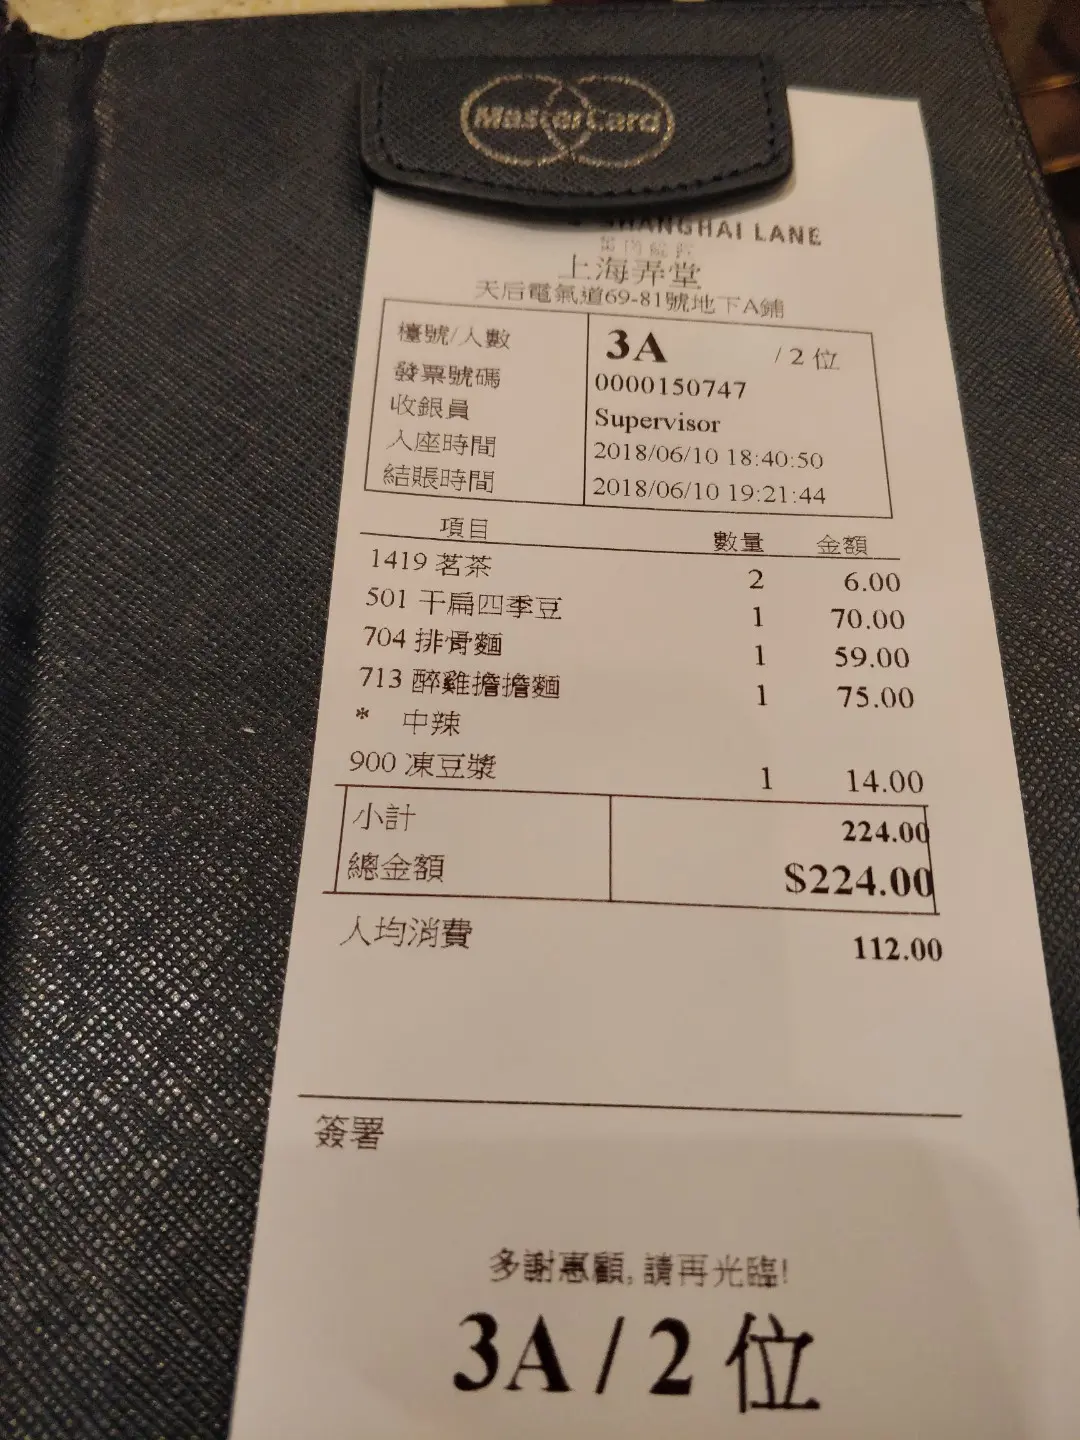 MasterCard
SHANGHAI LANE
上海弄堂
天后電氣道69-81號地下A鋪
檯號/人數 3A / 2 位
發票號碼 0000150747
收銀員 Supervisor
入座時間 2018/06/10 18:40:50
結賬時間 2018/06/10 19:21:44
項目 數量 金額
1419 茗茶 2 6.00
501 干扁四季豆 1 70.00
704 排骨麵 1 59.00
713 醉雞擔擔麵 1 75.00
* 中辣
900 凍豆漿 1 14.00
小計 224.00
總金額 $224.00
人均消費 112.00
簽署
多謝惠顧, 請再光臨!
3A / 2 位